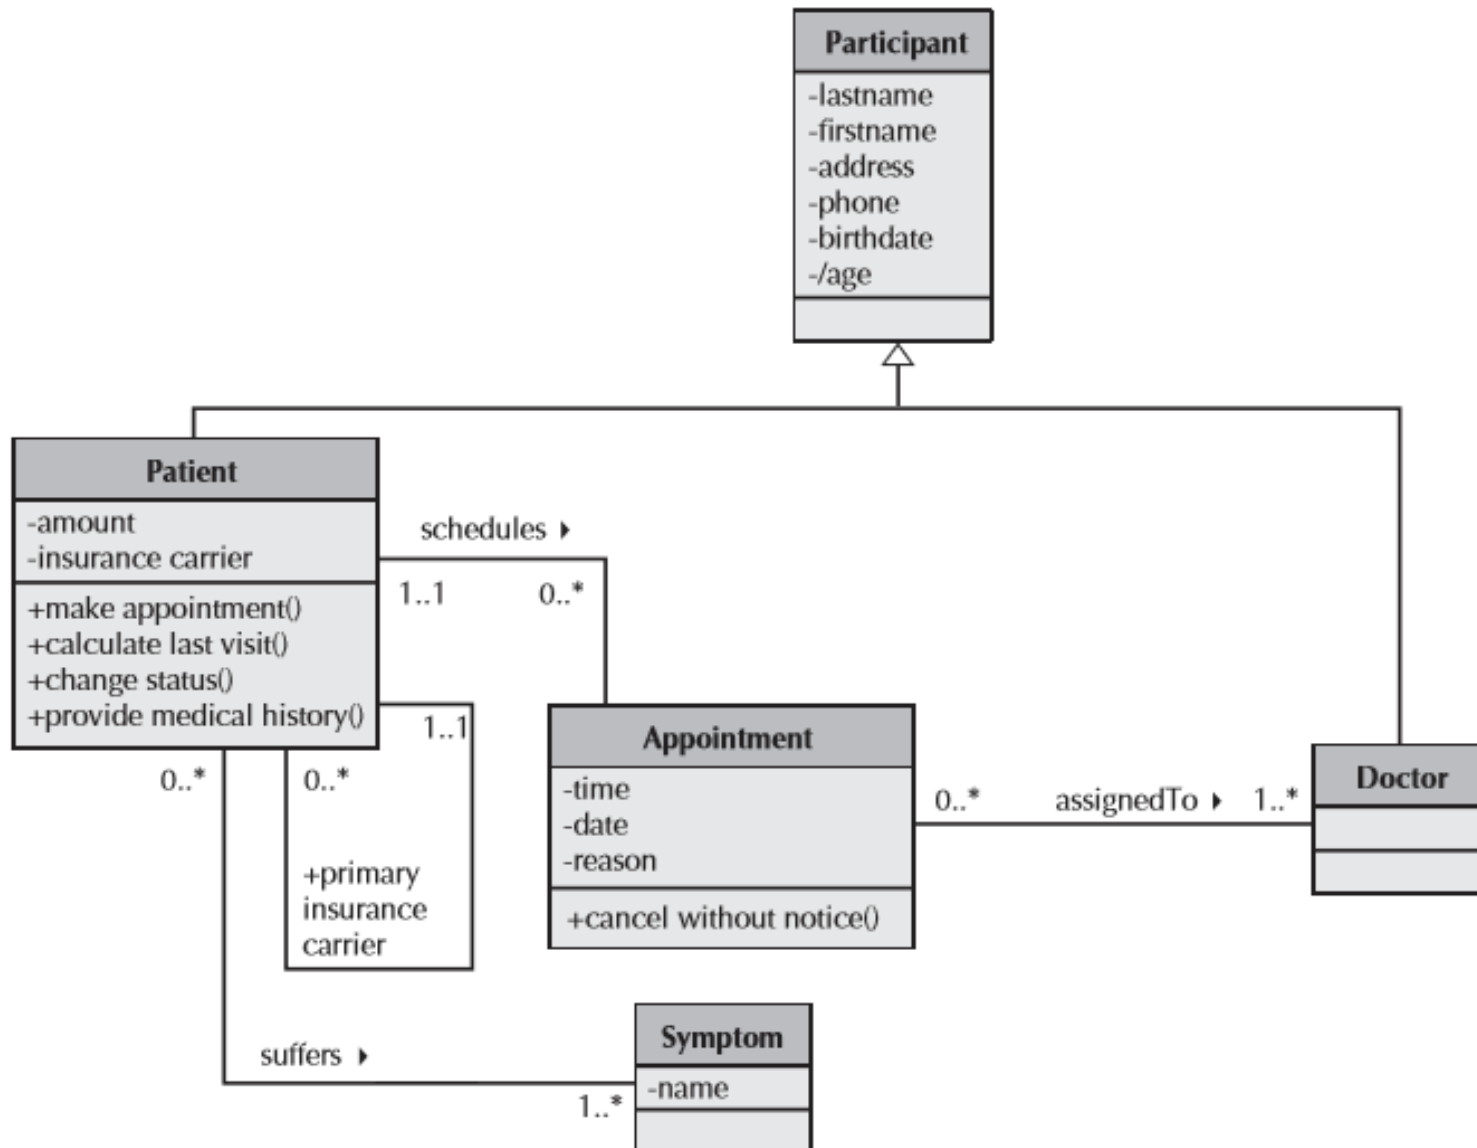 Participant
-lastname
-firstname
-address
-phone
-birthdate
-/age
Patient
-amount
-insurance carrier
+make appointment()
+calculate last visit()
+change status()
+provide medical history()
schedules ▸
1..1
0..*
1..1
0..*
0..*
+primary
insurance
carrier
Appointment
-time
-date
-reason
+cancel without notice()
0..*
assignedTo ▸
1..*
Doctor
suffers ▸
1..*
Symptom
-name